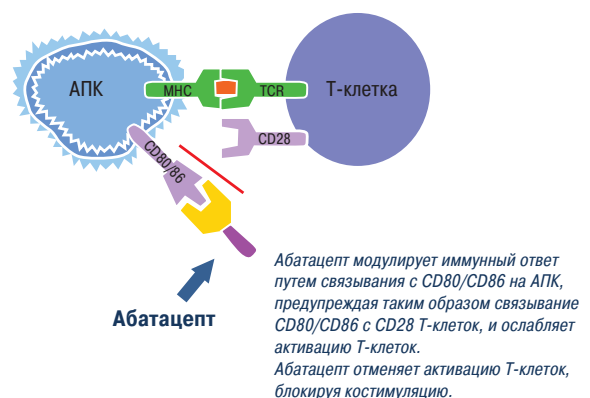 АПК
МНС
TCR
Т-клетка
CD28
CD80/86
Абатацепт
Абатацепт модулирует иммунный ответ
путем связывания с CD80/CD86 на АПК,
предупреждая таким образом связывание
CD80/CD86 с CD28 Т-клеток, и ослабляет
активацию Т-клеток.
Абатацепт отменяет активацию Т-клеток,
блокируя костимуляцию.